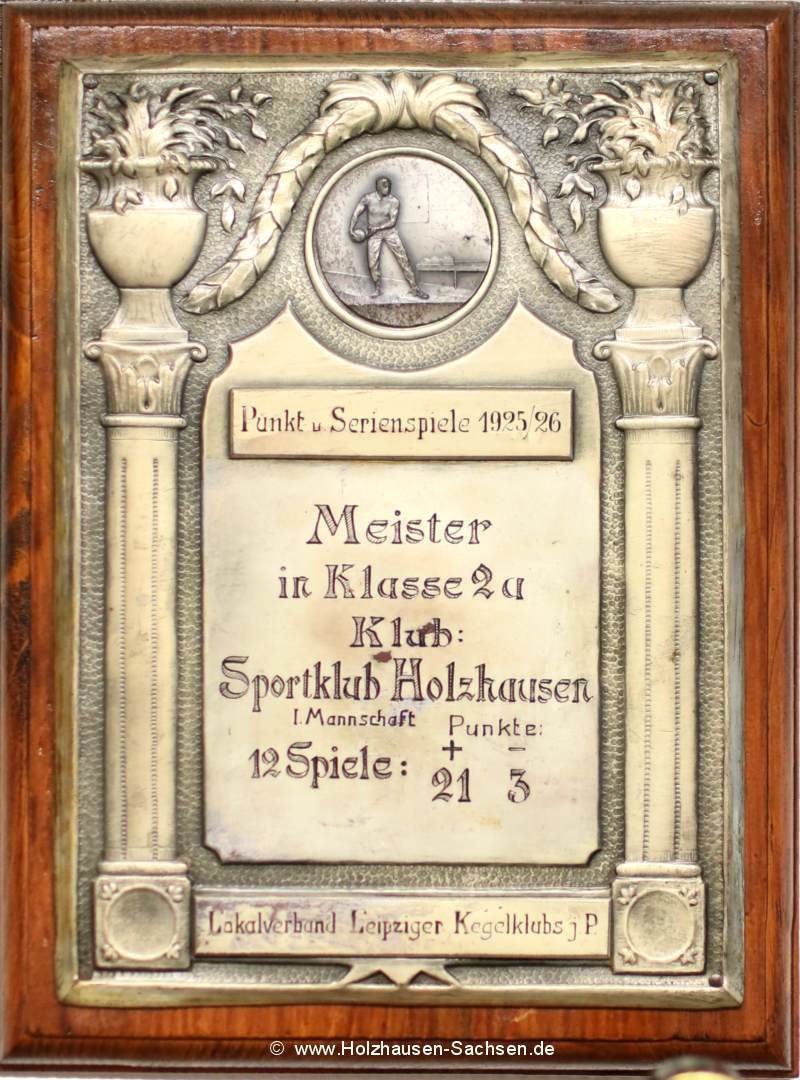 Punkt u. Serienspiele 1925/26
Meister
in Klasse 2a
Klub:
Sportklub Holzhausen
I. Mannschaft Punkte:
+ –
12 Spiele: 21 3
Lokalverband Leipziger Kegelklubs j P
© www.Holzhausen-Sachsen.de